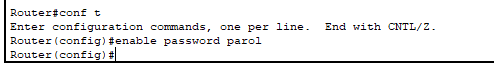 Router#conf t
Enter configuration commands, one per line.  End with CNTL/Z.
Router(config)#enable password parol
Router(config)#